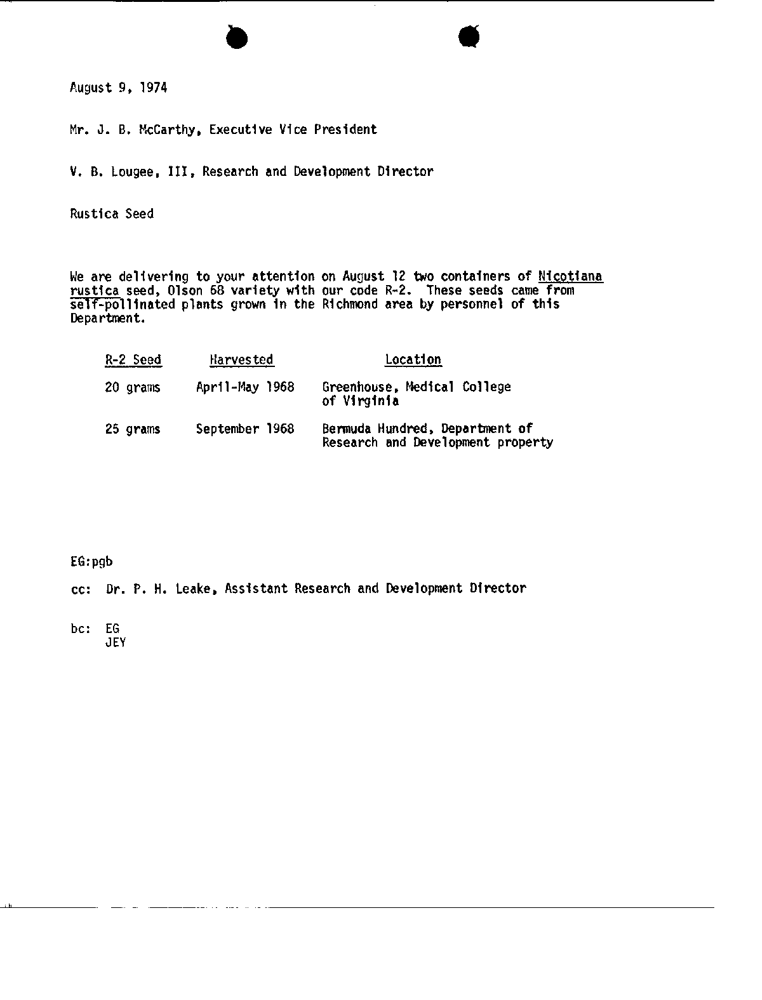 August 9, 1974
Mr. J. B. McCarthy, Executive Vice President
V. B. Lougee, III, Research and Development Director
Rustica Seed
We are delivering to your attention on August 12 two containers of Nicotiana
rustica seed, Olson 68 variety with our code R-2. These seeds came from
self-pollinated plants grown in the Richmond area by personnel of this
Department.
R-2 Seed Harvested Location
20 grams April-May 1968 Greenhouse, Medical College
of Virginia
25 grams September 1968 Bermuda Hundred, Department of
Research and Development property
EG:pgb
cc: Dr. P. H. Leake, Assistant Research and Development Director
bc: EG
JEY